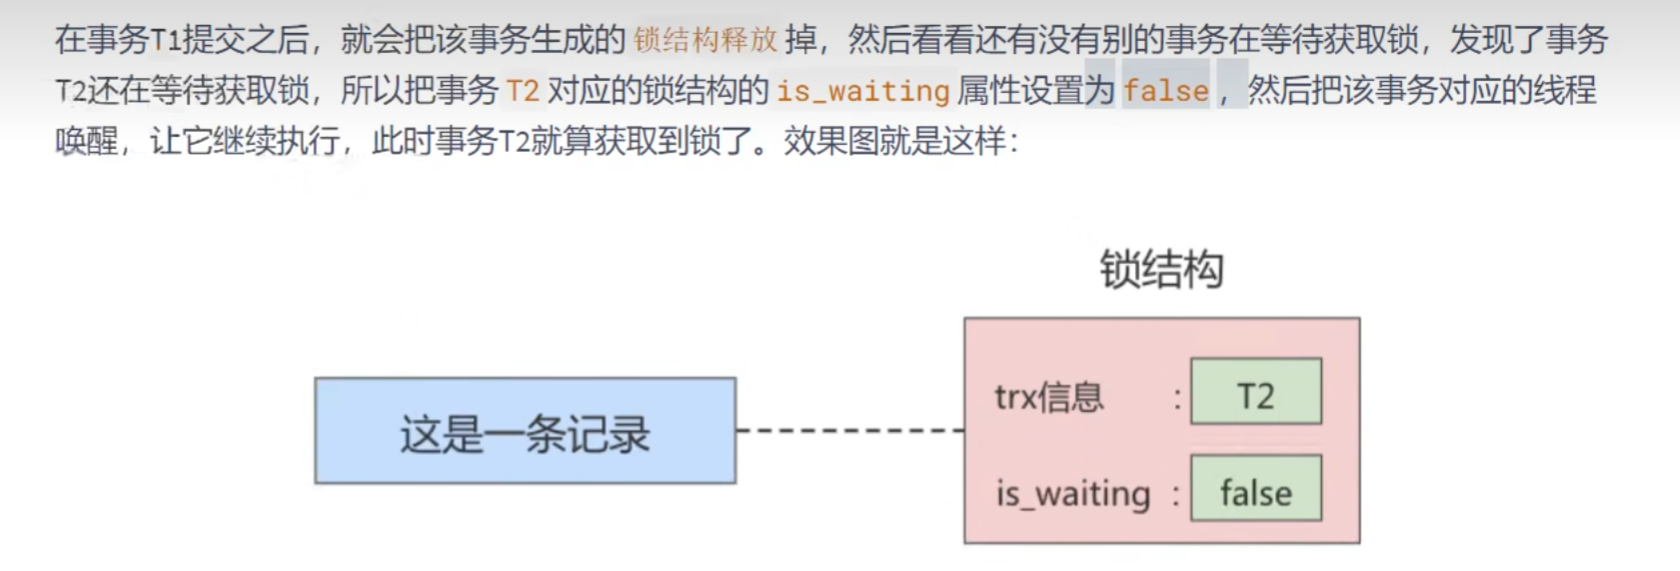 在事务T1提交之后，就会把该事务生成的 锁结构释放 掉，然后看看还有没有别的事务在等待获取锁，发现了事务
T2还在等待获取锁，所以把事务 T2 对应的锁结构的 is_waiting 属性设置为 false ，然后把该事务对应的线程
唤醒，让它继续执行，此时事务T2就算获取到锁了。效果图就是这样：
锁结构
这是一条记录
trx信息 : T2
is_waiting : false